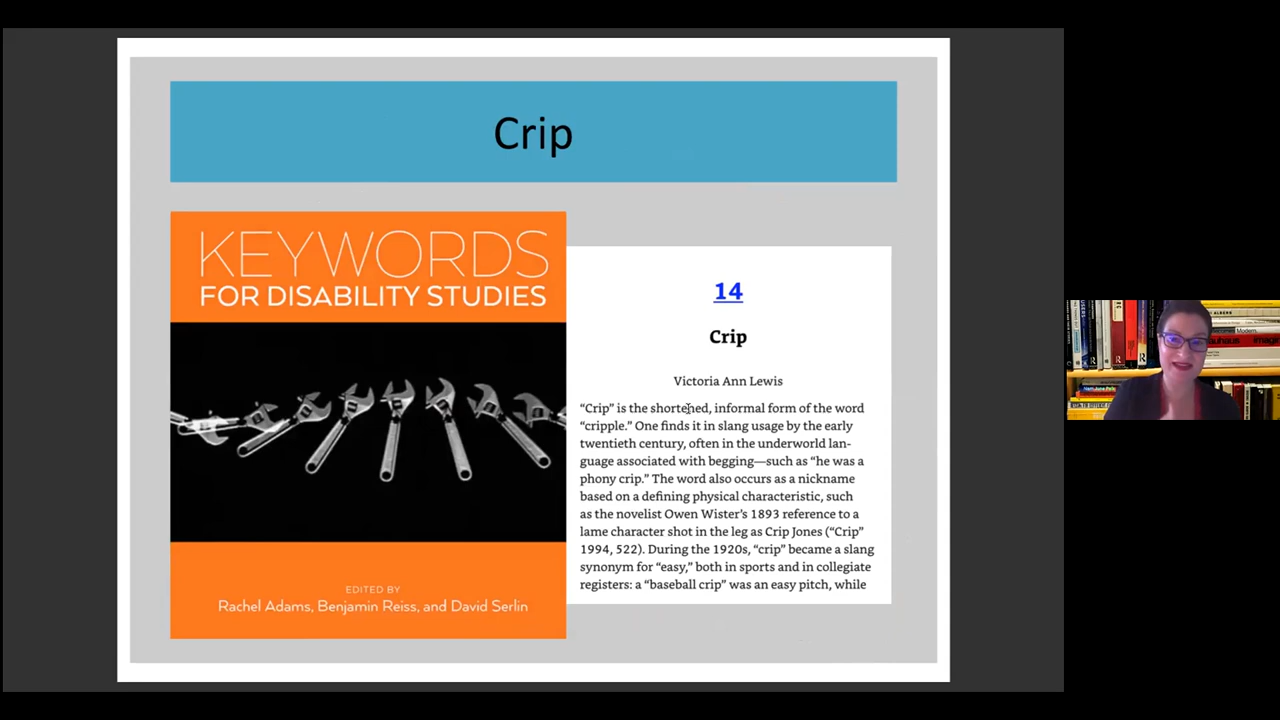 Crip
KEYWORDS
FOR DISABILITY STUDIES
EDITED BY
Rachel Adams, Benjamin Reiss, and David Serlin
14
Crip
Victoria Ann Lewis
“Crip” is the shortened, informal form of the word
“cripple.” One finds it in slang usage by the early
twentieth century, often in the underworld lan-
guage associated with begging—such as “he was a
phony crip.” The word also occurs as a nickname
based on a defining physical characteristic, such
as the novelist Owen Wister’s 1893 reference to a
lame character shot in the leg as Crip Jones (“Crip”
1994, 522). During the 1920s, “crip” became a slang
synonym for “easy,” both in sports and in collegiate
registers: a “baseball crip” was an easy pitch, while